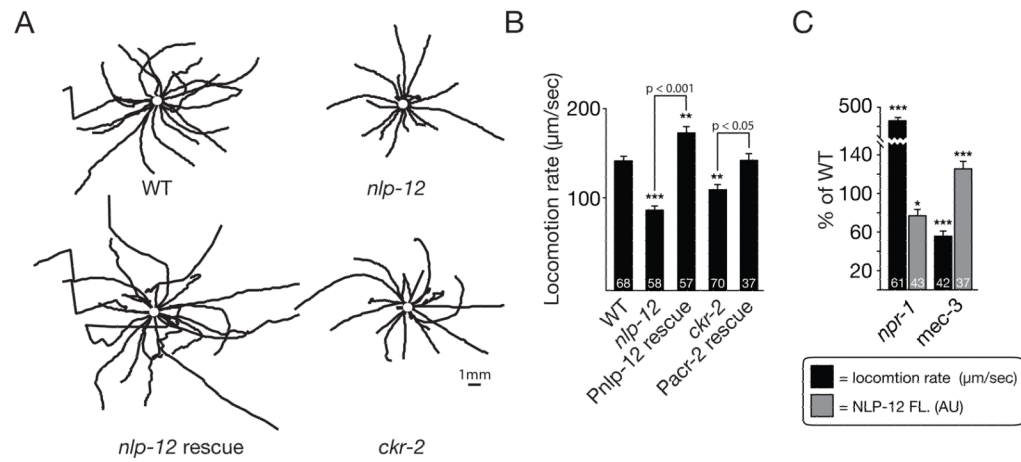 A
WT
nlp-12
nlp-12 rescue
ckr-2
1mm
B
Locomotion rate (µm/sec)
200
100
p < 0.001
p < 0.05
***
**
**
68
58
57
70
37
WT
nlp-12
Pnlp-12 rescue
ckr-2
Pacr-2 rescue
C
% of WT
500
140
100
60
20
***
*
***
***
61
43
42
37
npr-1
mec-3
= locomtion rate (µm/sec)
= NLP-12 FL. (AU)